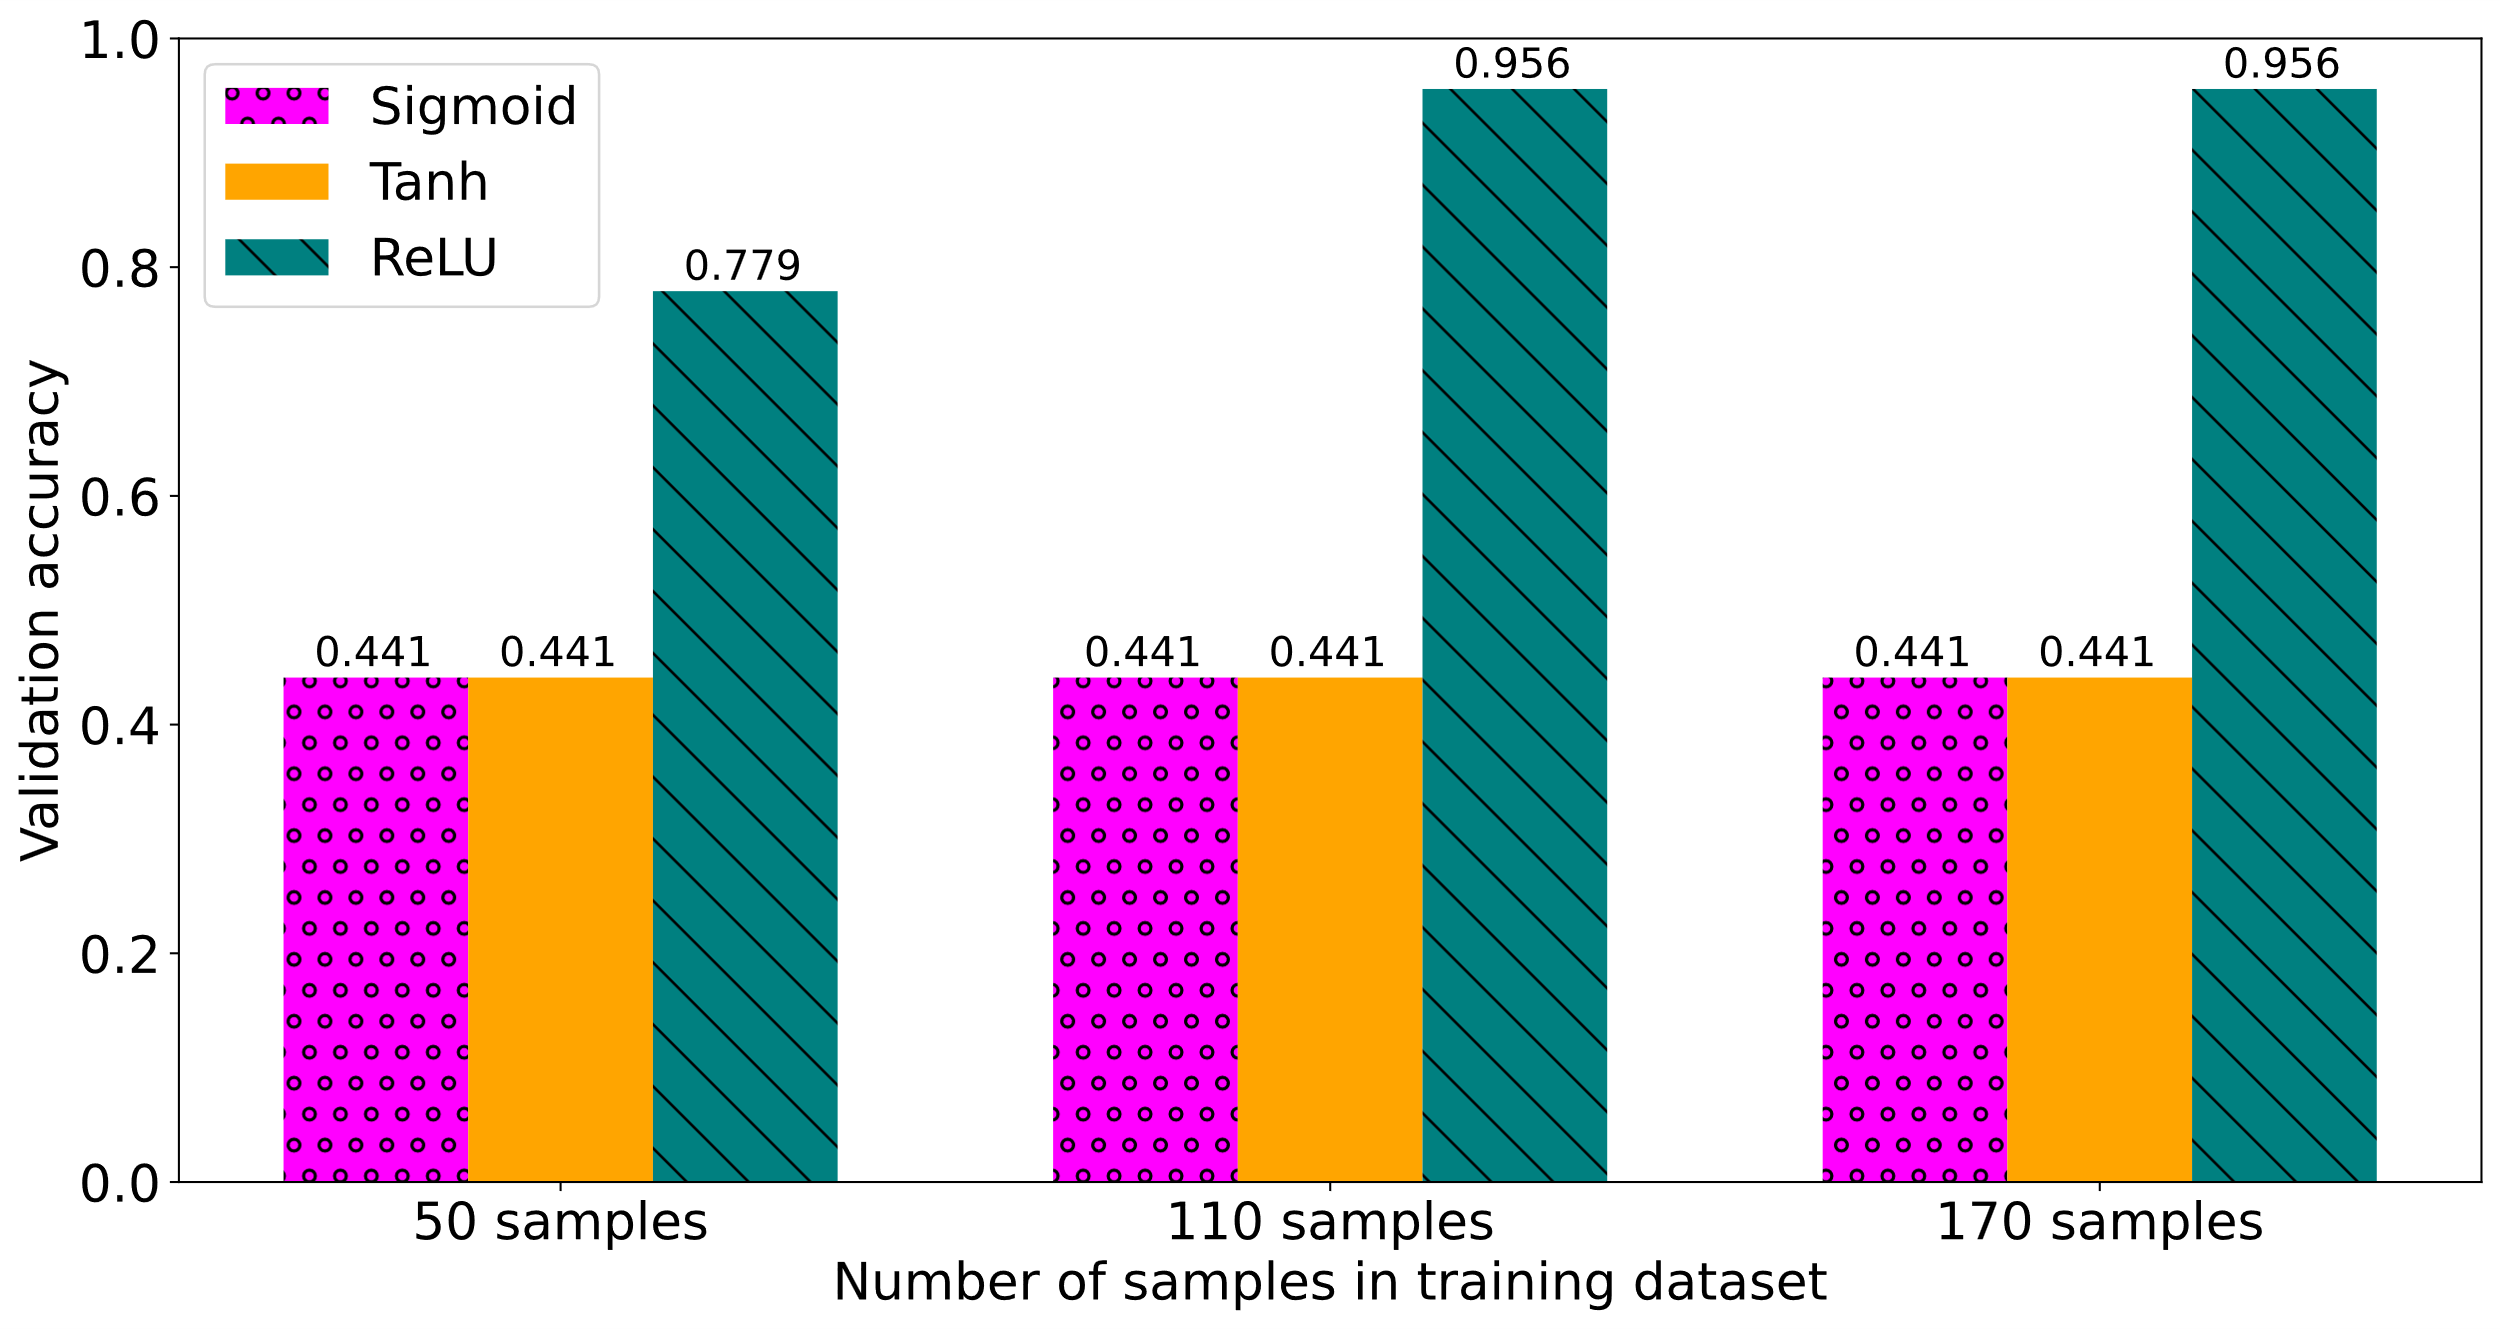 Validation accuracy
1.0
0.8
0.6
0.4
0.2
0.0
Sigmoid
Tanh
ReLU
0.441
0.441
0.779
0.441
0.441
0.956
0.441
0.441
0.956
50 samples
110 samples
170 samples
Number of samples in training dataset